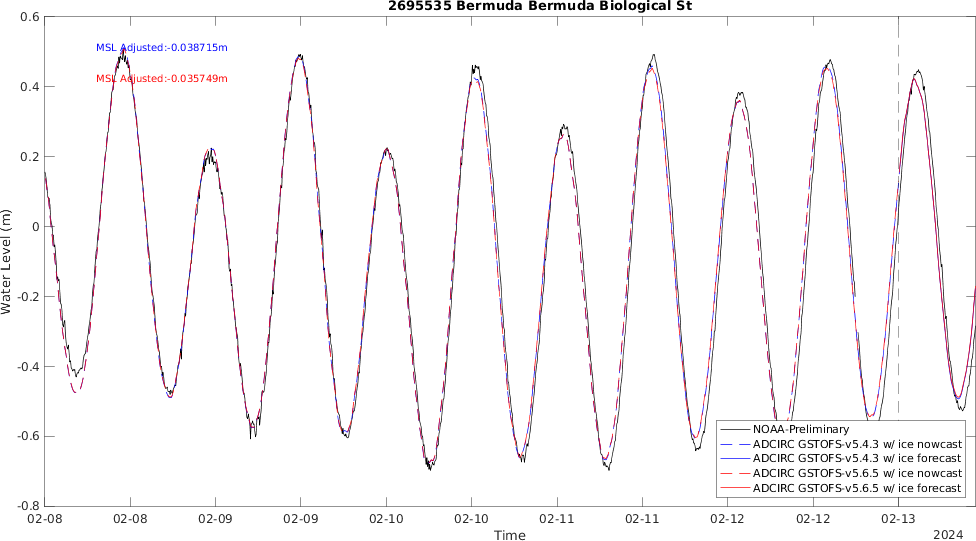 2695535 Bermuda Bermuda Biological St
0.6
MSL Adjusted:-0.038715m
MSL Adjusted:-0.035749m
0.4
0.2
0
-0.2
-0.4
-0.6
-0.8
Water Level (m)
NOAA-Preliminary
ADCIRC GSTOFS-v5.4.3 w/ ice nowcast
ADCIRC GSTOFS-v5.4.3 w/ ice forecast
ADCIRC GSTOFS-v5.6.5 w/ ice nowcast
ADCIRC GSTOFS-v5.6.5 w/ ice forecast
02-08 02-08 02-09 02-09 02-10 02-10 02-11 02-11 02-12 02-12 02-13
Time
2024